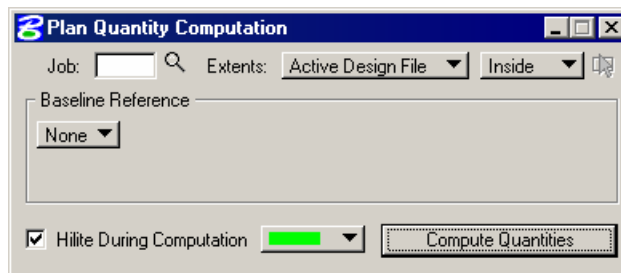 Plan Quantity Computation
Job: Extents: Active Design File Inside
Baseline Reference
None
Hilite During Computation Compute Quantities